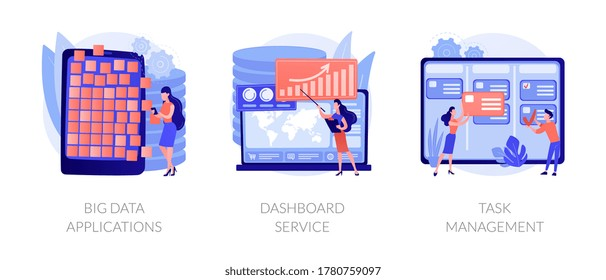 BIG DATA
APPLICATIONS
DASHBOARD
SERVICE
TASK
MANAGEMENT
shutterstock.com · 1780759097